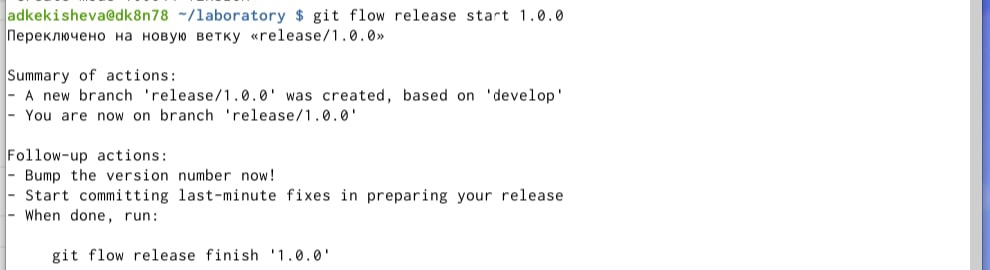 adkekisheva@dk8n78 ~/laboratory $ git flow release start 1.0.0
Переключено на новую ветку «release/1.0.0»
Summary of actions:
- A new branch 'release/1.0.0' was created, based on 'develop'
- You are now on branch 'release/1.0.0'
Follow-up actions:
- Bump the version number now!
- Start committing last-minute fixes in preparing your release
- When done, run:
git flow release finish '1.0.0'